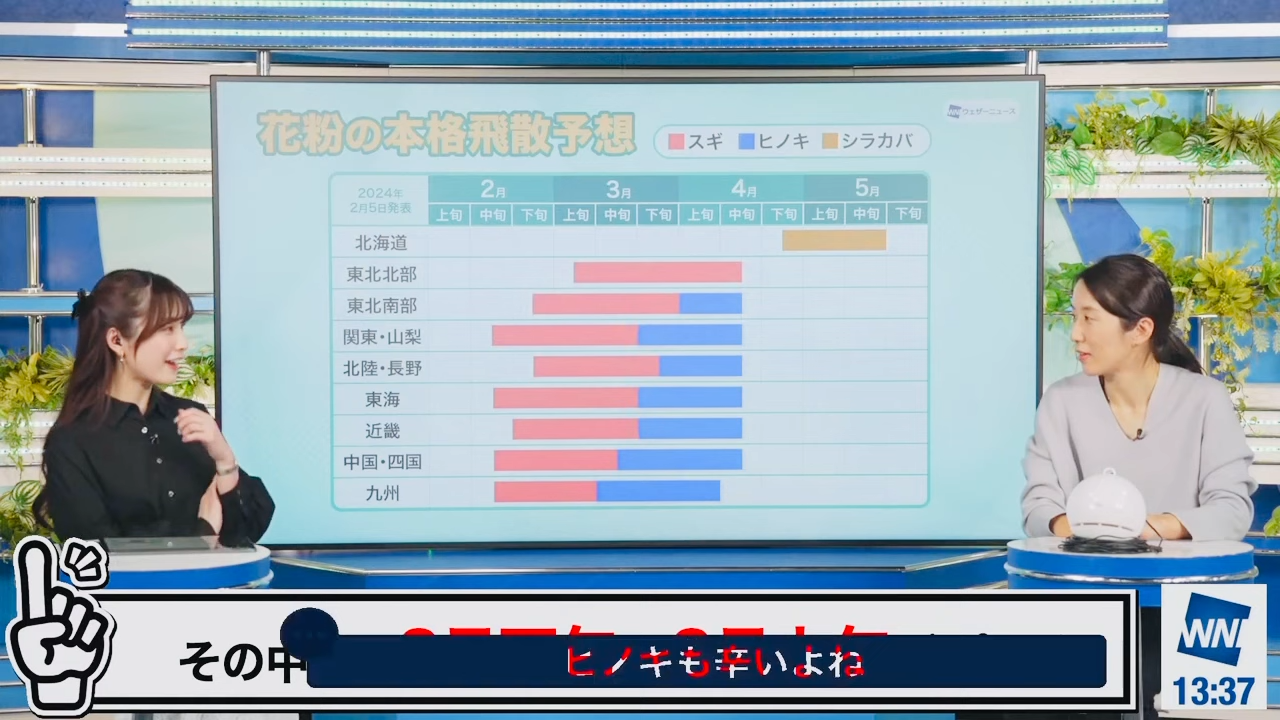 花粉の本格飛散予想
スギ ヒノキ シラカバ
ウェザーニュース
2024年
2月5日発表
2月 3月 4月 5月
上旬 中旬 下旬 上旬 中旬 下旬 上旬 中旬 下旬 上旬 中旬 下旬
北海道
東北北部
東北南部
関東・山梨
北陸・長野
東海
近畿
中国・四国
九州
その中
ヒノキも辛いよね
WNI
13:37